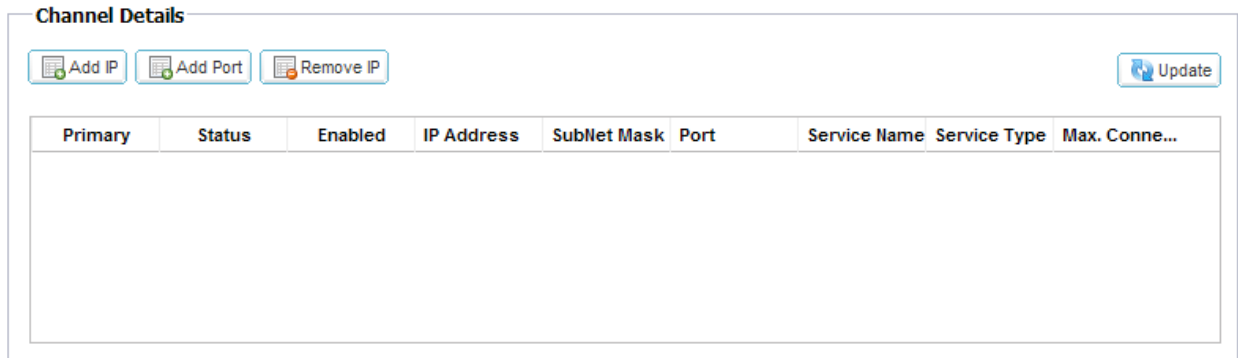 Channel Details
Add IP Add Port Remove IP Update
Primary Status Enabled IP Address SubNet Mask Port Service Name Service Type Max. Conne...